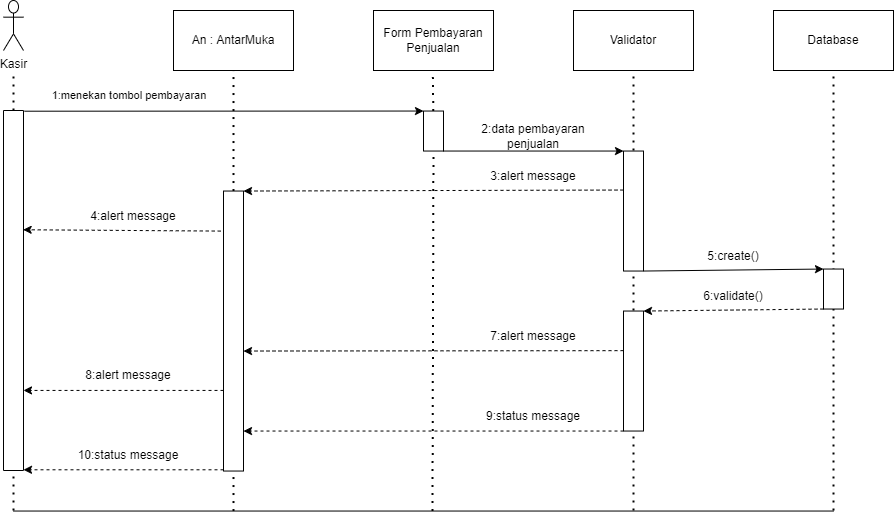 Kasir
An : AntarMuka
Form Pembayaran
Penjualan
Validator
Database
1:menekan tombol pembayaran
2:data pembayaran
penjualan
3:alert message
4:alert message
5:create()
6:validate()
7:alert message
8:alert message
9:status message
10:status message